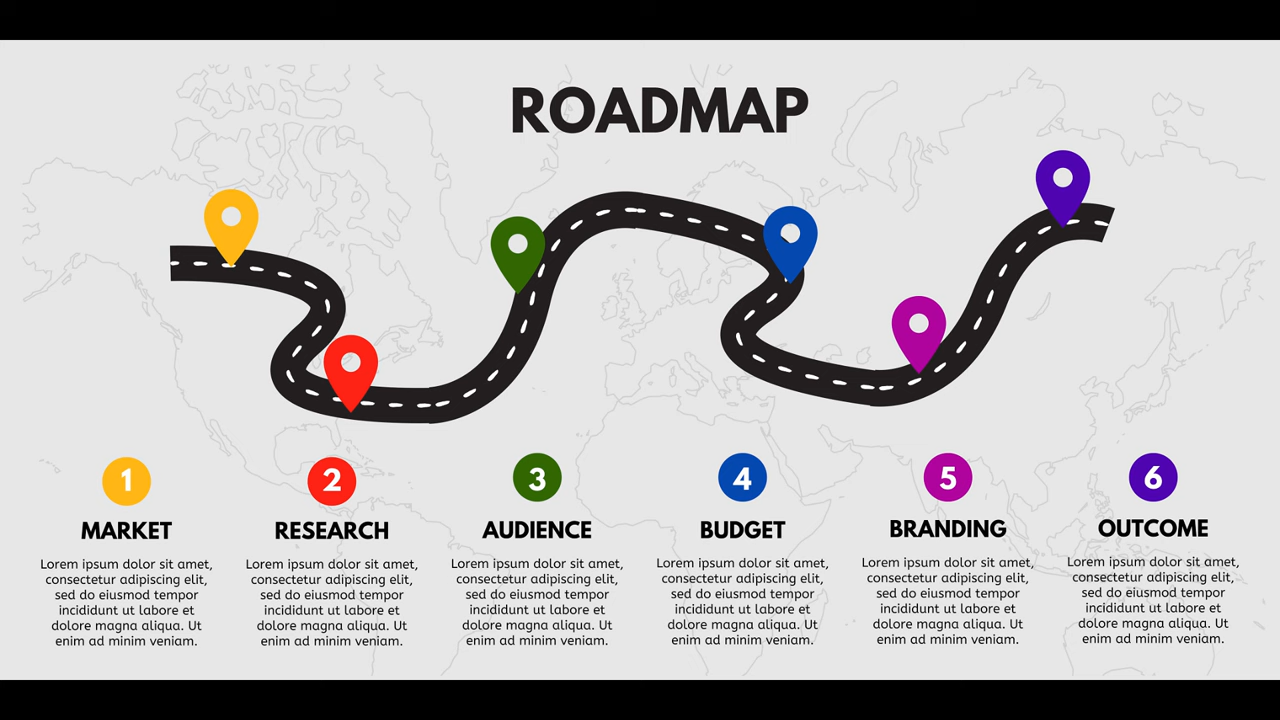 ROADMAP
1
MARKET
Lorem ipsum dolor sit amet,
consectetur adipiscing elit,
sed do eiusmod tempor
incididunt ut labore et
dolore magna aliqua. Ut
enim ad minim veniam.
2
RESEARCH
Lorem ipsum dolor sit amet,
consectetur adipiscing elit,
sed do eiusmod tempor
incididunt ut labore et
dolore magna aliqua. Ut
enim ad minim veniam.
3
AUDIENCE
Lorem ipsum dolor sit amet,
consectetur adipiscing elit,
sed do eiusmod tempor
incididunt ut labore et
dolore magna aliqua. Ut
enim ad minim veniam.
4
BUDGET
Lorem ipsum dolor sit amet,
consectetur adipiscing elit,
sed do eiusmod tempor
incididunt ut labore et
dolore magna aliqua. Ut
enim ad minim veniam.
5
BRANDING
Lorem ipsum dolor sit amet,
consectetur adipiscing elit,
sed do eiusmod tempor
incididunt ut labore et
dolore magna aliqua. Ut
enim ad minim veniam.
6
OUTCOME
Lorem ipsum dolor sit amet,
consectetur adipiscing elit,
sed do eiusmod tempor
incididunt ut labore et
dolore magna aliqua. Ut
enim ad minim veniam.